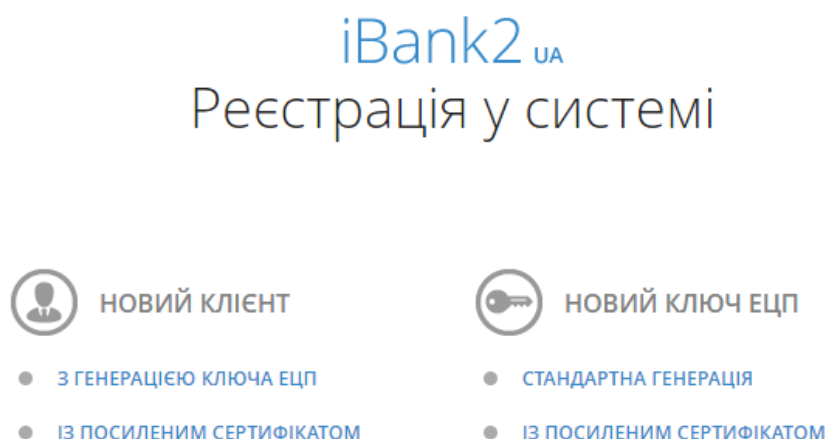 iBank2 UA
Реєстрація у системі
НОВИЙ КЛІЄНТ
З ГЕНЕРАЦІЄЮ КЛЮЧА ЕЦП
ІЗ ПОСИЛЕНИМ СЕРТИФІКАТОМ
НОВИЙ КЛЮЧ ЕЦП
СТАНДАРТНА ГЕНЕРАЦІЯ
ІЗ ПОСИЛЕНИМ СЕРТИФІКАТОМ